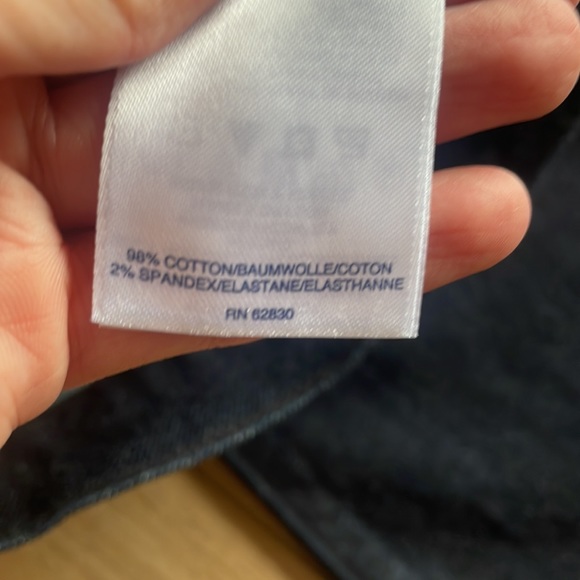 98% COTTON/BAUMWOLLE/COTON
2% SPANDEX/ELASTANE/ELASTHANNE
RN 62830